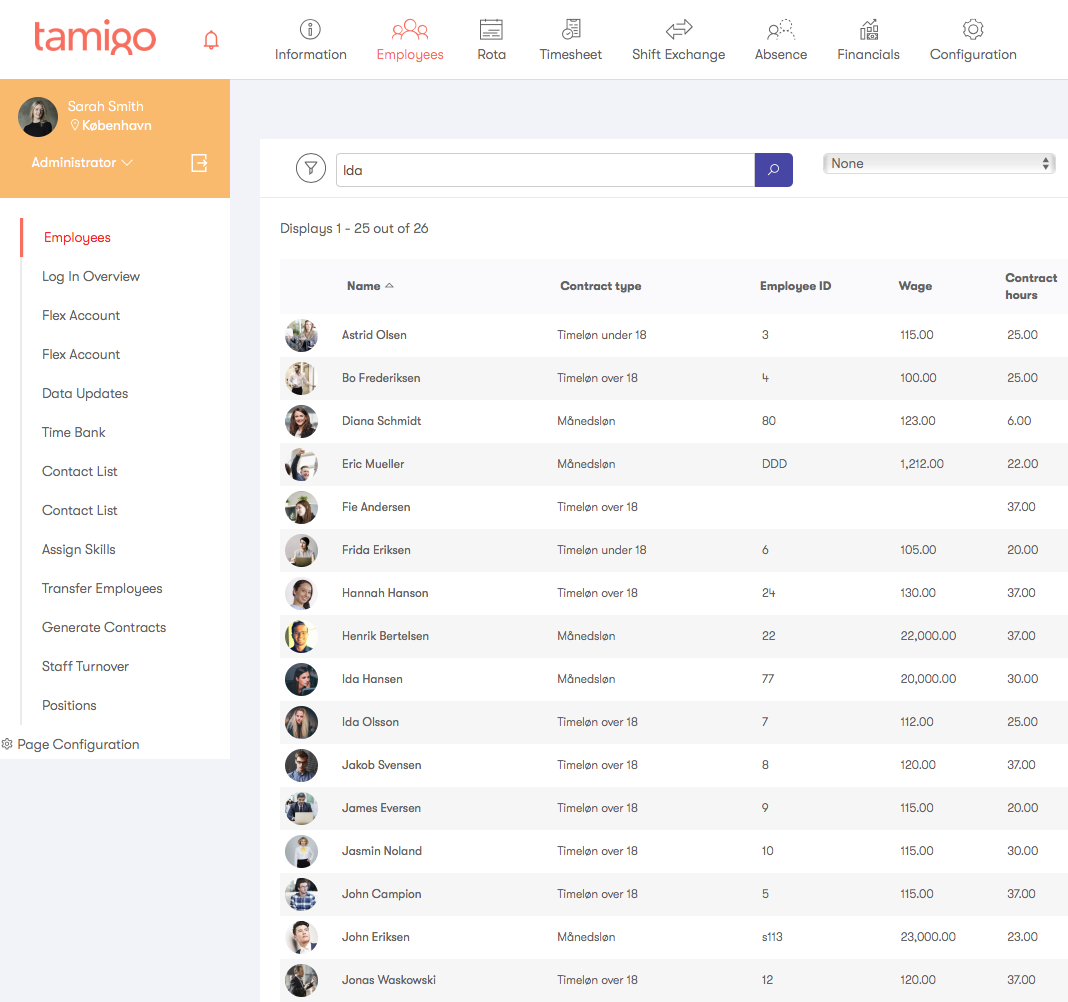 tamigo
Information
Employees
Rota
Timesheet
Shift Exchange
Absence
Financials
Configuration
Sarah Smith
København
Administrator
Employees
Log In Overview
Flex Account
Flex Account
Data Updates
Time Bank
Contact List
Contact List
Assign Skills
Transfer Employees
Generate Contracts
Staff Turnover
Positions
Page Configuration
Ida
None
Displays 1 - 25 out of 26
Name Contract type Employee ID Wage Contract hours
Astrid Olsen Timeløn under 18 3 115.00 25.00
Bo Frederiksen Timeløn over 18 4 100.00 25.00
Diana Schmidt Månedsløn 80 123.00 6.00
Eric Mueller Månedsløn DDD 1,212.00 22.00
Fie Andersen Timeløn over 18 37.00
Frida Eriksen Timeløn under 18 6 105.00 20.00
Hannah Hanson Timeløn over 18 24 130.00 37.00
Henrik Bertelsen Månedsløn 22 22,000.00 37.00
Ida Hansen Månedsløn 77 20,000.00 30.00
Ida Olsson Timeløn over 18 7 112.00 25.00
Jakob Svensen Timeløn over 18 8 120.00 37.00
James Eversen Timeløn over 18 9 115.00 20.00
Jasmin Noland Timeløn over 18 10 115.00 30.00
John Campion Timeløn over 18 5 115.00 37.00
John Eriksen Månedsløn s113 23,000.00 23.00
Jonas Waskowski Timeløn over 18 12 120.00 37.00